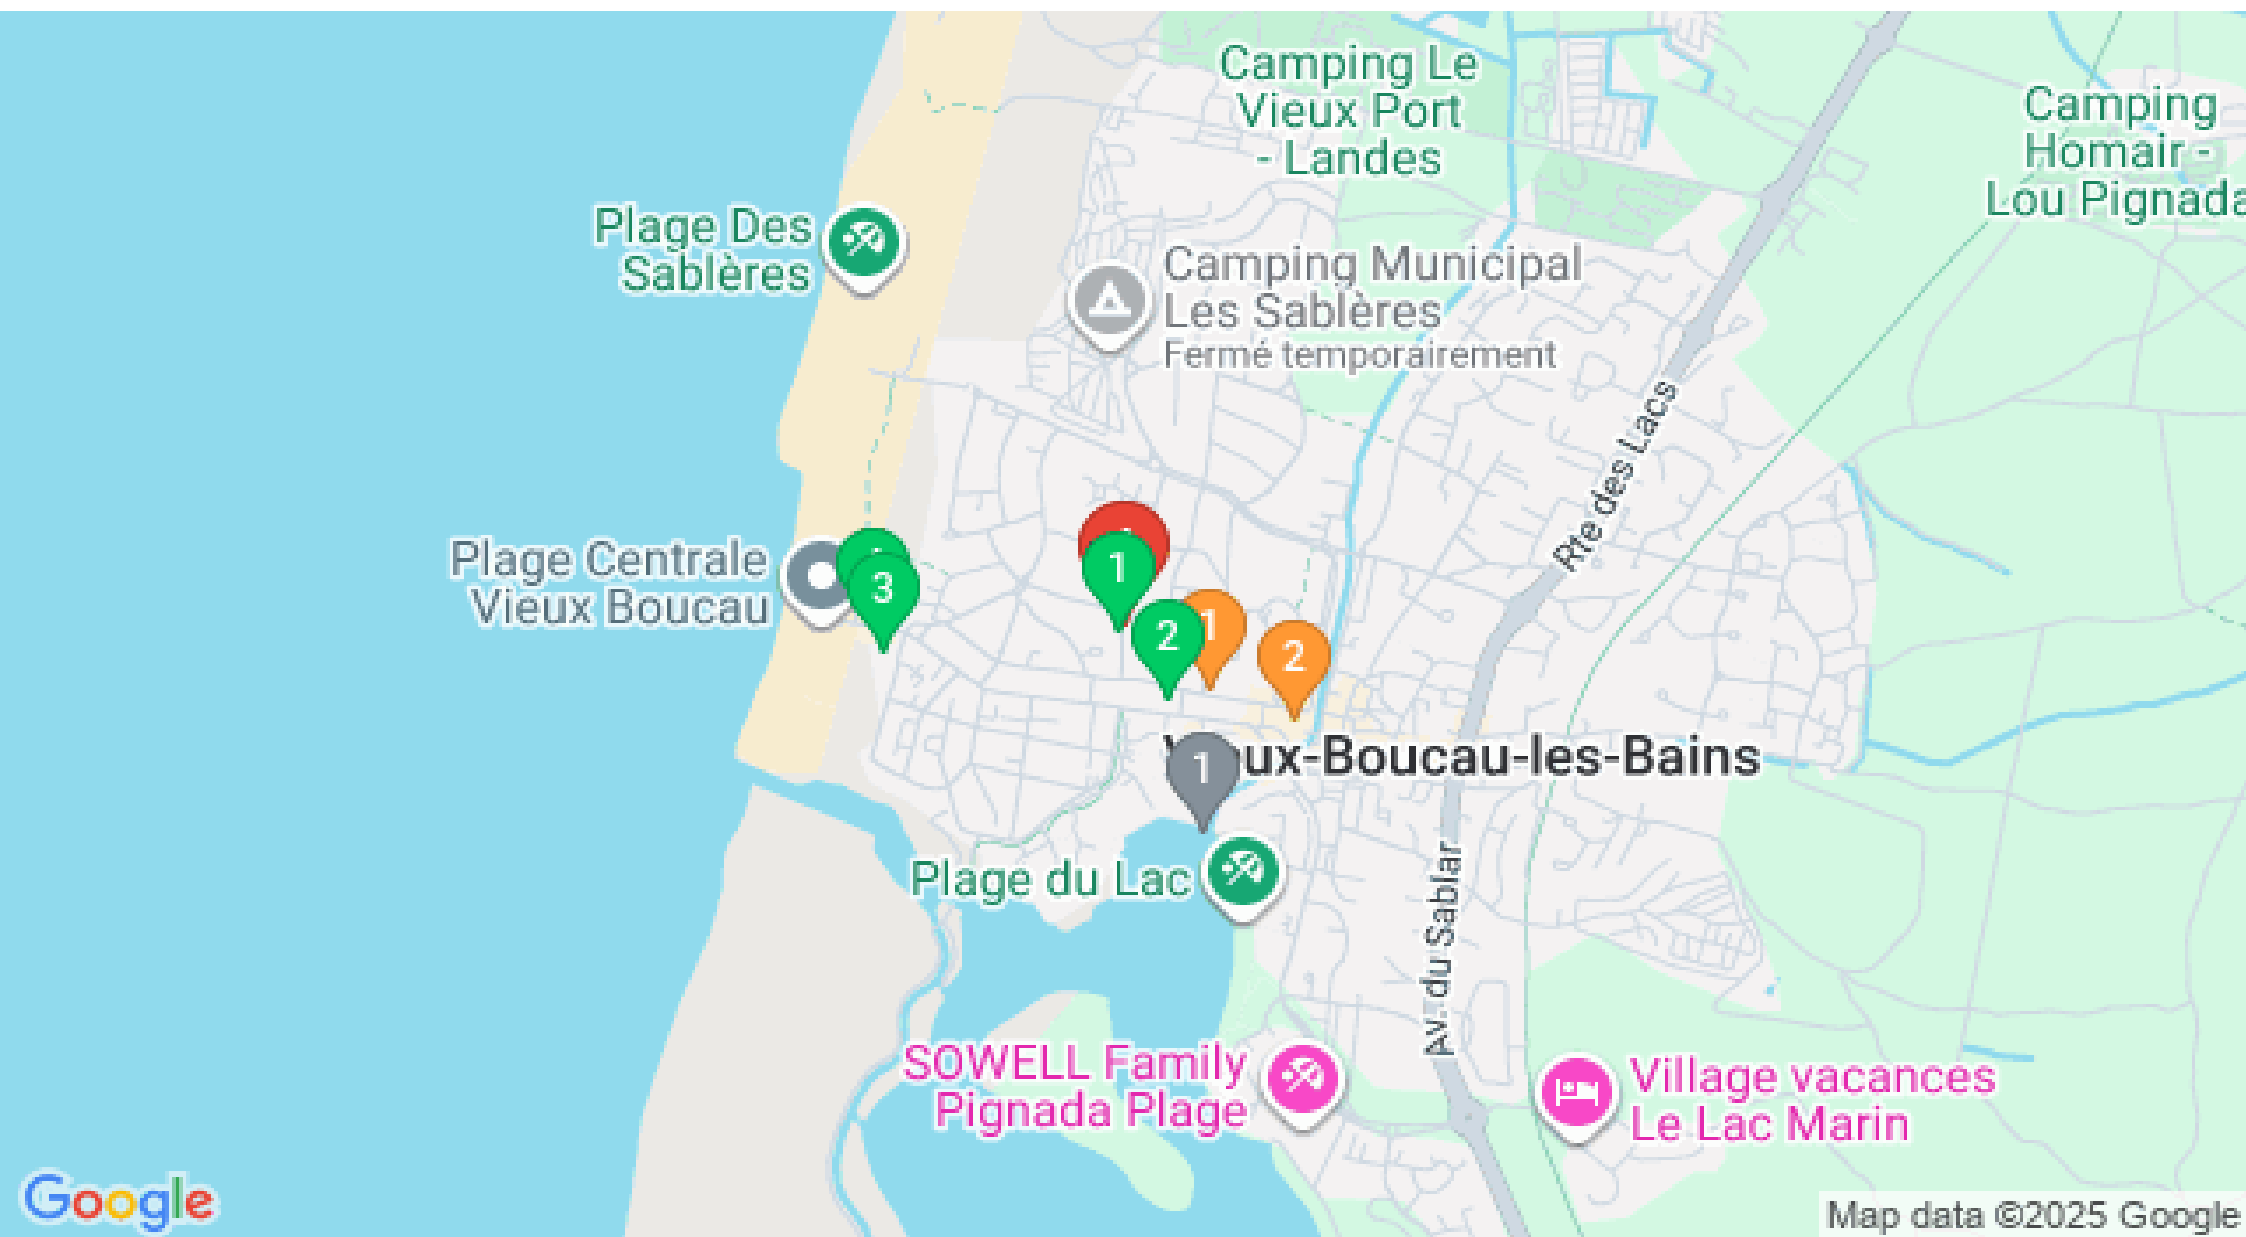 Camping Le
Vieux Port
- Landes
Camping
Homair -
Lou Pignada
Plage Des
Sablères
Camping Municipal
Les Sablères
Fermé temporairement
Rte des Lacs
Plage Centrale
Vieux Boucau
3
1
2
1
2
1
ux-Boucau-les-Bains
Plage du Lac
Av. du Sablar
SOWELL Family
Pignada Plage
Village vacances
Le Lac Marin
Google
Map data ©2025 Google